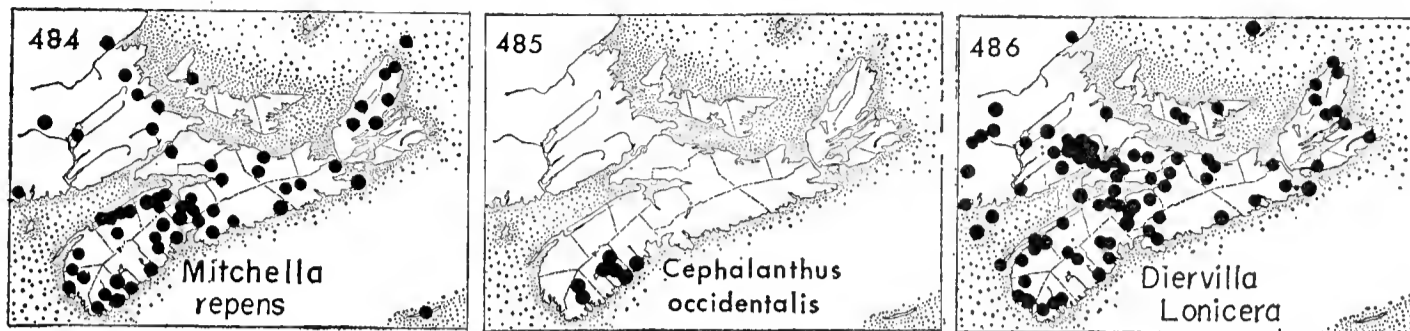 484
Mitchella
repens
485
Cephalanthus
occidentalis
486
Diervilla
Lonicera